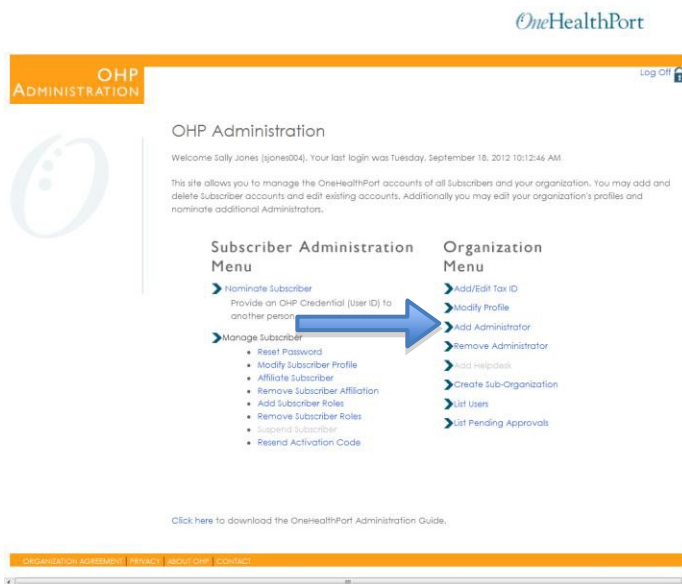 OneHealthPort
OHP
ADMINISTRATION
Log Off
OHP Administration
Welcome Sally Jones (sjones004). Your last login was Tuesday, September 18, 2012 10:12:46 AM
This site allows you to manage the OneHealthPort accounts of all Subscribers and your organization. You may add and
delete Subscriber accounts and edit existing accounts. Additionally you may edit your organization's profiles and
nominate additional Administrators.
Subscriber Administration
Menu
Nominate Subscriber
Provide an OHP Credential (User ID) to
another person
Manage Subscriber
• Reset Password
• Modify Subscriber Profile
• Affiliate Subscriber
• Remove Subscriber Affiliation
• Add Subscriber Roles
• Remove Subscriber Roles
• Suspend Subscriber
• Resend Activation Code
Organization
Menu
Add/Edit Tax ID
Modify Profile
Add Administrator
Remove Administrator
Add Helpdesk
Create Sub-Organization
List Users
List Pending Approvals
Click here to download the OneHealthPort Administration Guide.
ORGANIZATION AGREEMENT | PRIVACY | ABOUT OHP | CONTACT